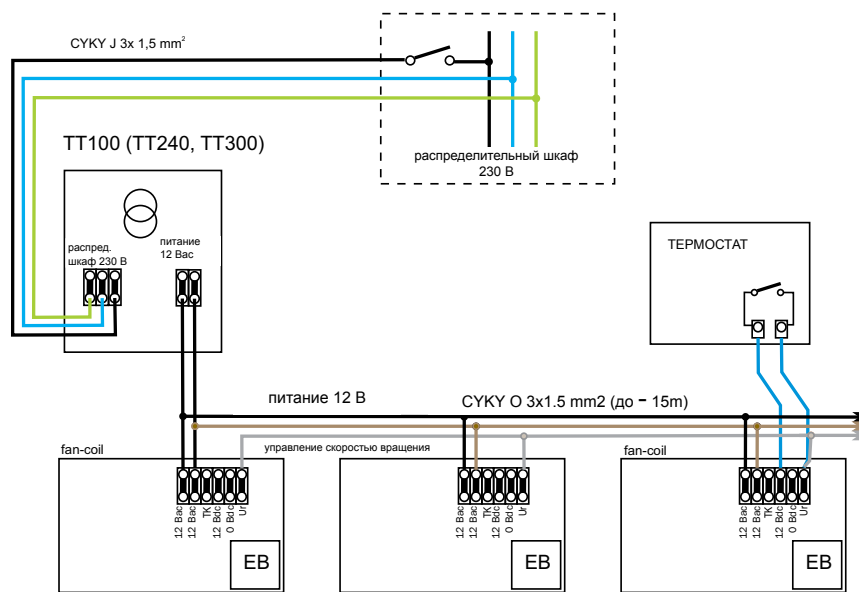 CYKY J 3x 1,5 mm²
распределительный шкаф
230 В
TT100 (TT240, TT300)
распред.
шкаф 230 В
питание
12 Bac
ТЕРМОСТАТ
питание 12 В
CYKY O 3x1.5 mm2 (до - 15m)
управление скоростью вращения
fan-coil
12 Bac
12 Bac
TK
12 Bdc
0 Bdc
Ur
EB
12 Bac
12 Bac
TK
12 Bdc
0 Bdc
Ur
EB
fan-coil
12 Bac
12 Bac
TK
12 Bdc
0 Bdc
Ur
EB